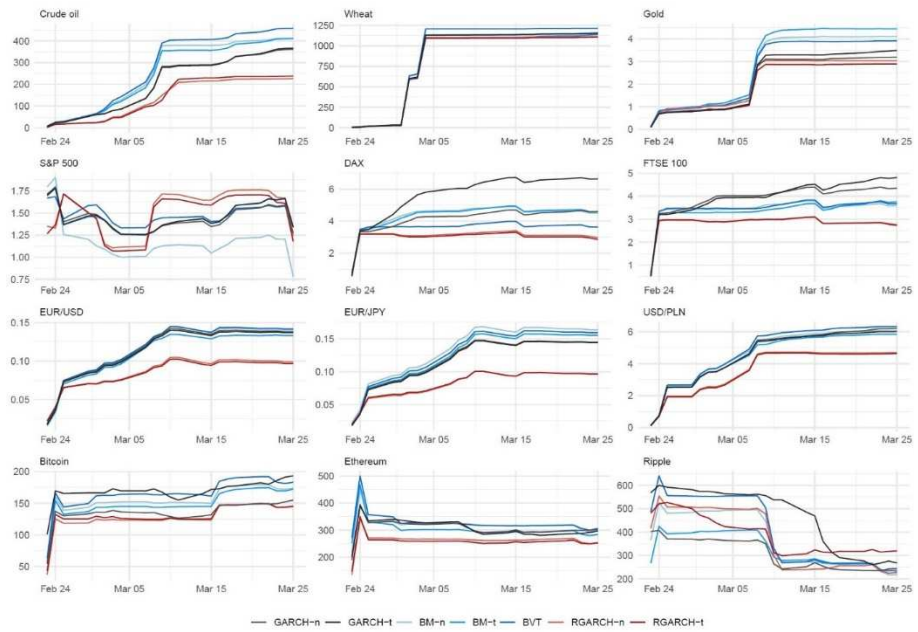 Crude oil
400
300
200
100
0
Feb 24
Mar 05
Mar 15
Mar 25
Wheat
1250
1000
750
500
250
0
Feb 24
Mar 05
Mar 15
Mar 25
Gold
4
3
2
1
0
Feb 24
Mar 05
Mar 15
Mar 25
S&P 500
1.75
1.50
1.25
1.00
0.75
Feb 24
Mar 05
Mar 15
Mar 25
DAX
6
4
2
Feb 24
Mar 05
Mar 15
Mar 25
FTSE 100
5
4
3
2
1
Feb 24
Mar 05
Mar 15
Mar 25
EUR/USD
0.15
0.10
0.05
Feb 24
Mar 05
Mar 15
Mar 25
EUR/JPY
0.15
0.10
0.05
Feb 24
Mar 05
Mar 15
Mar 25
USD/PLN
6
4
2
0
Feb 24
Mar 05
Mar 15
Mar 25
Bitcoin
200
150
100
50
Feb 24
Mar 05
Mar 15
Mar 25
Ethereum
500
400
300
200
Feb 24
Mar 05
Mar 15
Mar 25
Ripple
600
500
400
300
200
Feb 24
Mar 05
Mar 15
Mar 25
GARCH−n GARCH−t BM−n BM−t BVT RGARCH−n RGARCH−t